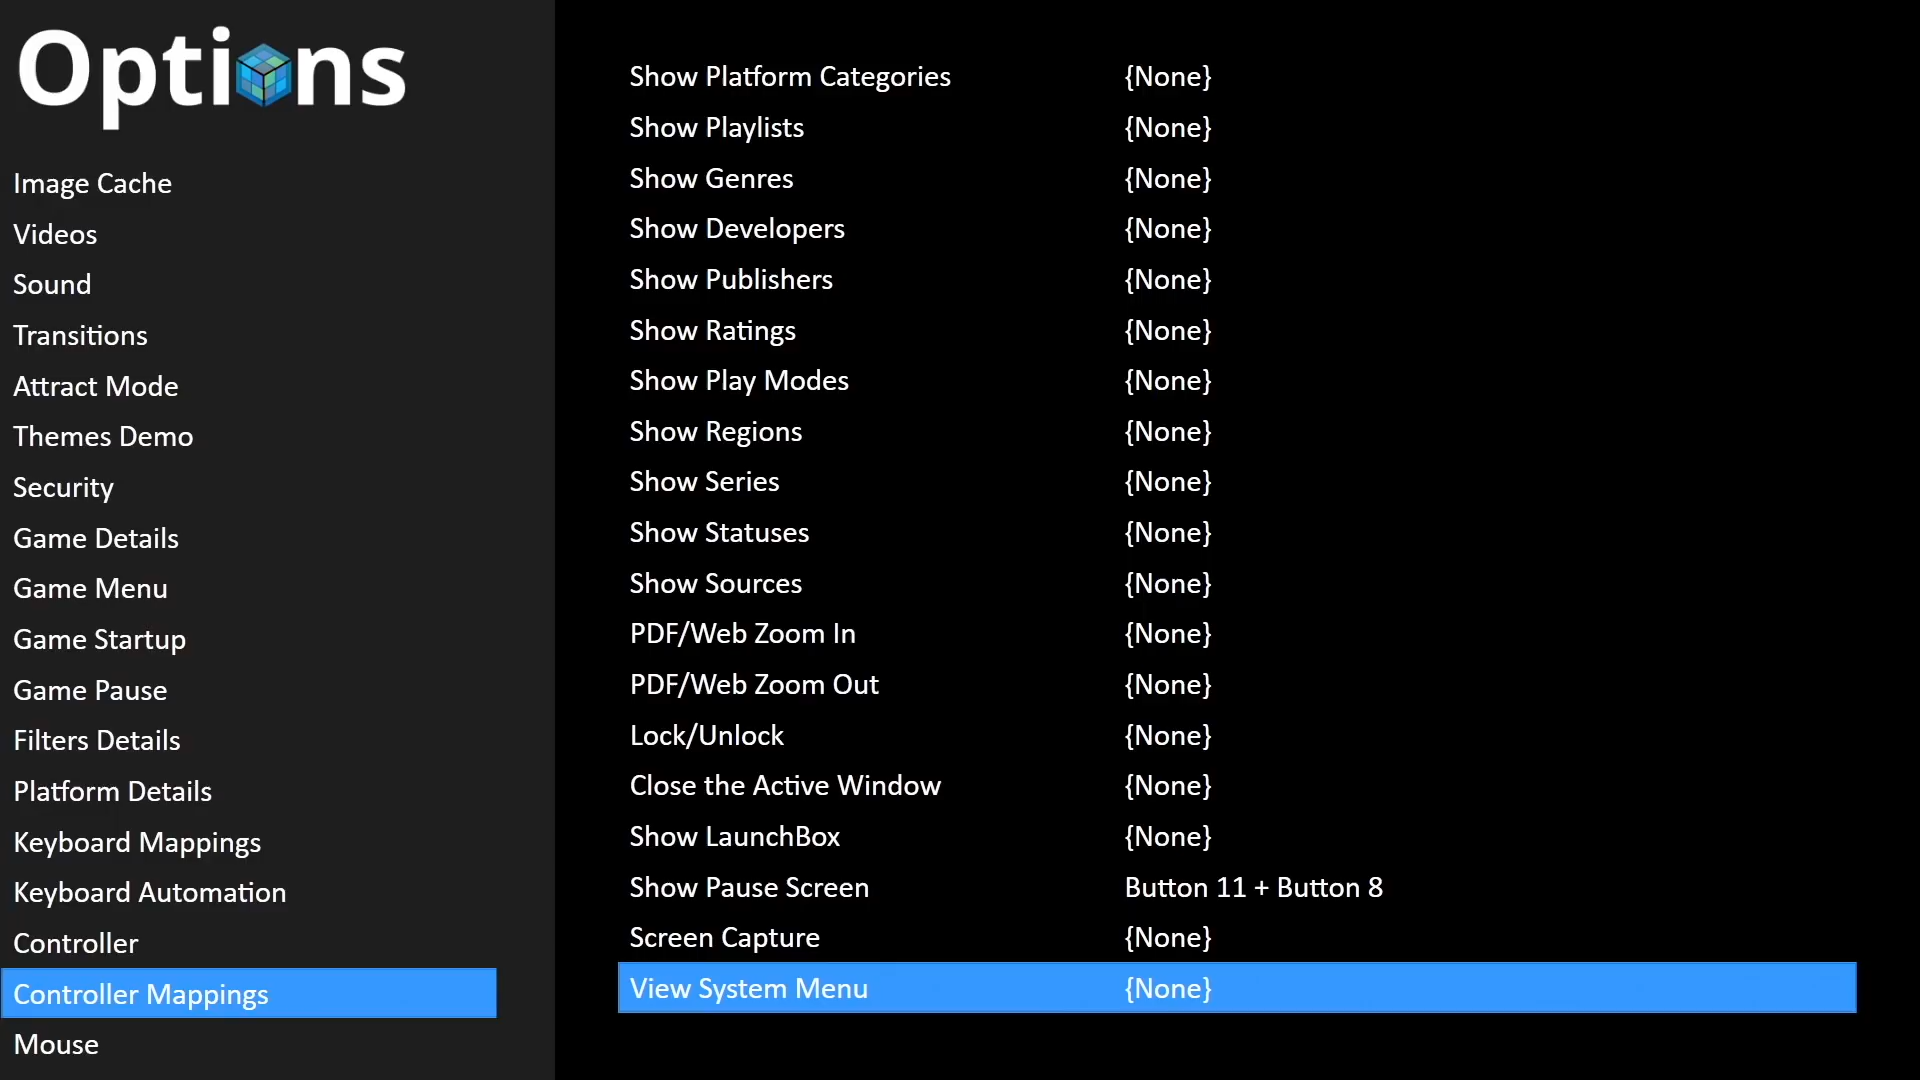 Options
Image Cache
Videos
Sound
Transitions
Attract Mode
Themes Demo
Security
Game Details
Game Menu
Game Startup
Game Pause
Filters Details
Platform Details
Keyboard Mappings
Keyboard Automation
Controller
Controller Mappings
Mouse
Show Platform Categories {None}
Show Playlists {None}
Show Genres {None}
Show Developers {None}
Show Publishers {None}
Show Ratings {None}
Show Play Modes {None}
Show Regions {None}
Show Series {None}
Show Statuses {None}
Show Sources {None}
PDF/Web Zoom In {None}
PDF/Web Zoom Out {None}
Lock/Unlock {None}
Close the Active Window {None}
Show LaunchBox {None}
Show Pause Screen Button 11 + Button 8
Screen Capture {None}
View System Menu {None}